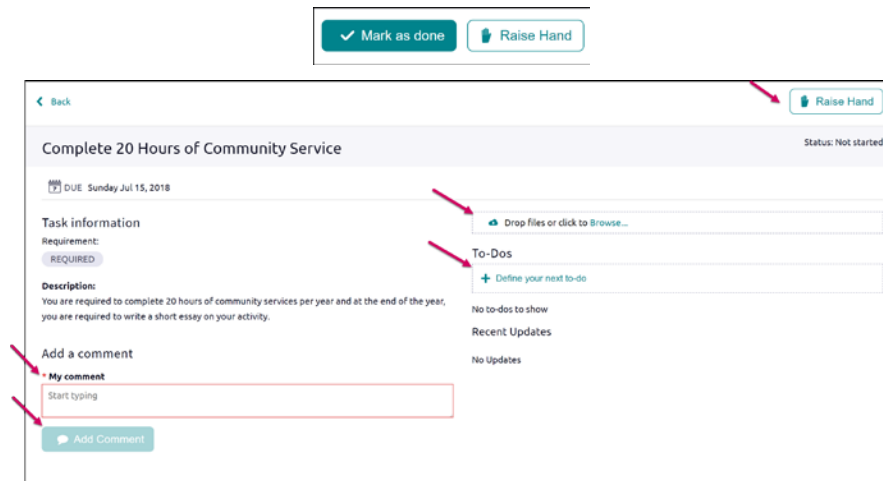 Mark as done Raise Hand
Back Raise Hand
Complete 20 Hours of Community Service Status: Not started
7 DUE Sunday Jul 15, 2018
Task information
Requirement:
REQUIRED
Description:
You are required to complete 20 hours of community services per year and at the end of the year,
you are required to write a short essay on your activity.
Add a comment
* My comment
Start typing
Add Comment
Drop files or click to Browse...
To-Dos
+ Define your next to-do
No to-dos to show
Recent Updates
No Updates